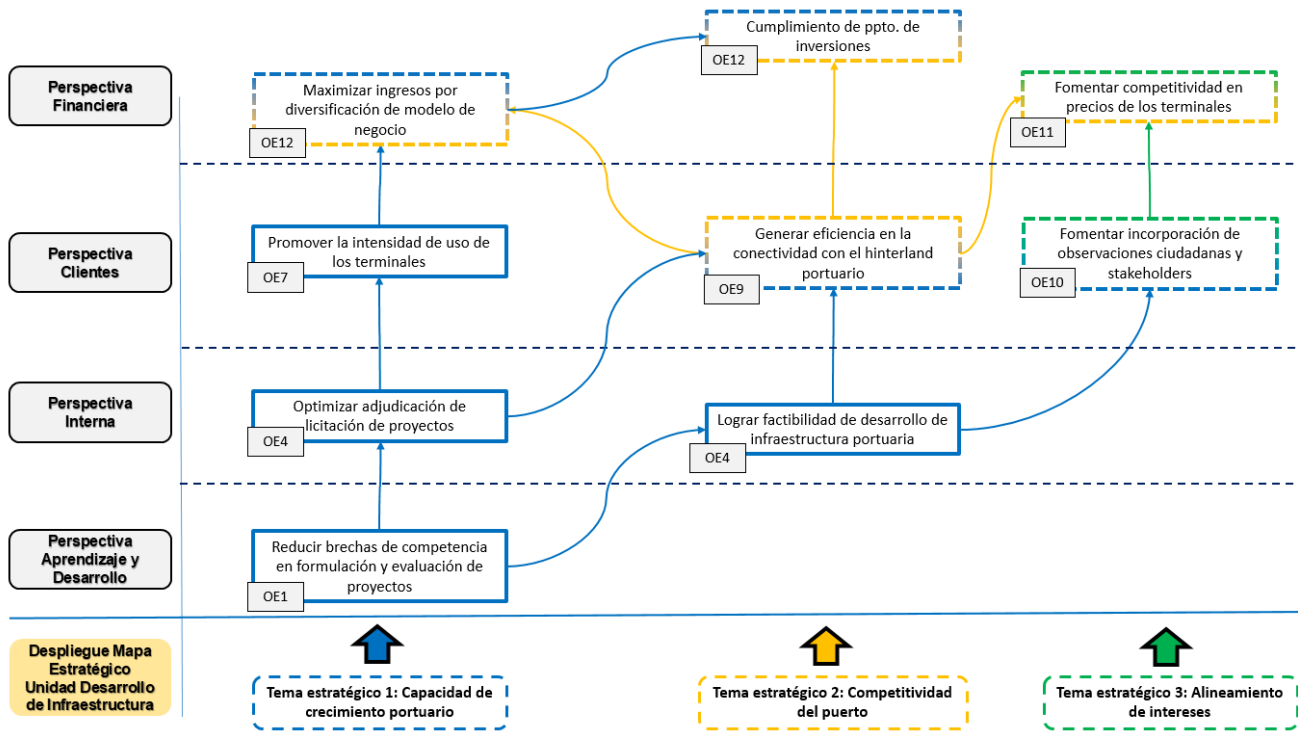 Cumplimiento de ppto. de
inversiones
OE12
Perspectiva
Financiera
Maximizar ingresos por
diversificación de modelo de
negocio
OE12
Fomentar competitividad en
precios de los terminales
OE11
Perspectiva
Clientes
Promover la intensidad de uso de
los terminales
OE7
Generar eficiencia en la
conectividad con el hinterland
portuario
OE9
Fomentar incorporación de
observaciones ciudadanas y
stakeholders
OE10
Perspectiva
Interna
Optimizar adjudicación de
licitación de proyectos
OE4
Lograr factibilidad de desarrollo de
infraestructura portuaria
OE4
Perspectiva
Aprendizaje y
Desarrollo
Reducir brechas de competencia
en formulación y evaluación de
proyectos
OE1
Despliegue Mapa
Estratégico
Unidad Desarrollo
de Infraestructura
Tema estratégico 1: Capacidad de
crecimiento portuario
Tema estratégico 2: Competitividad
del puerto
Tema estratégico 3: Alineamiento
de intereses